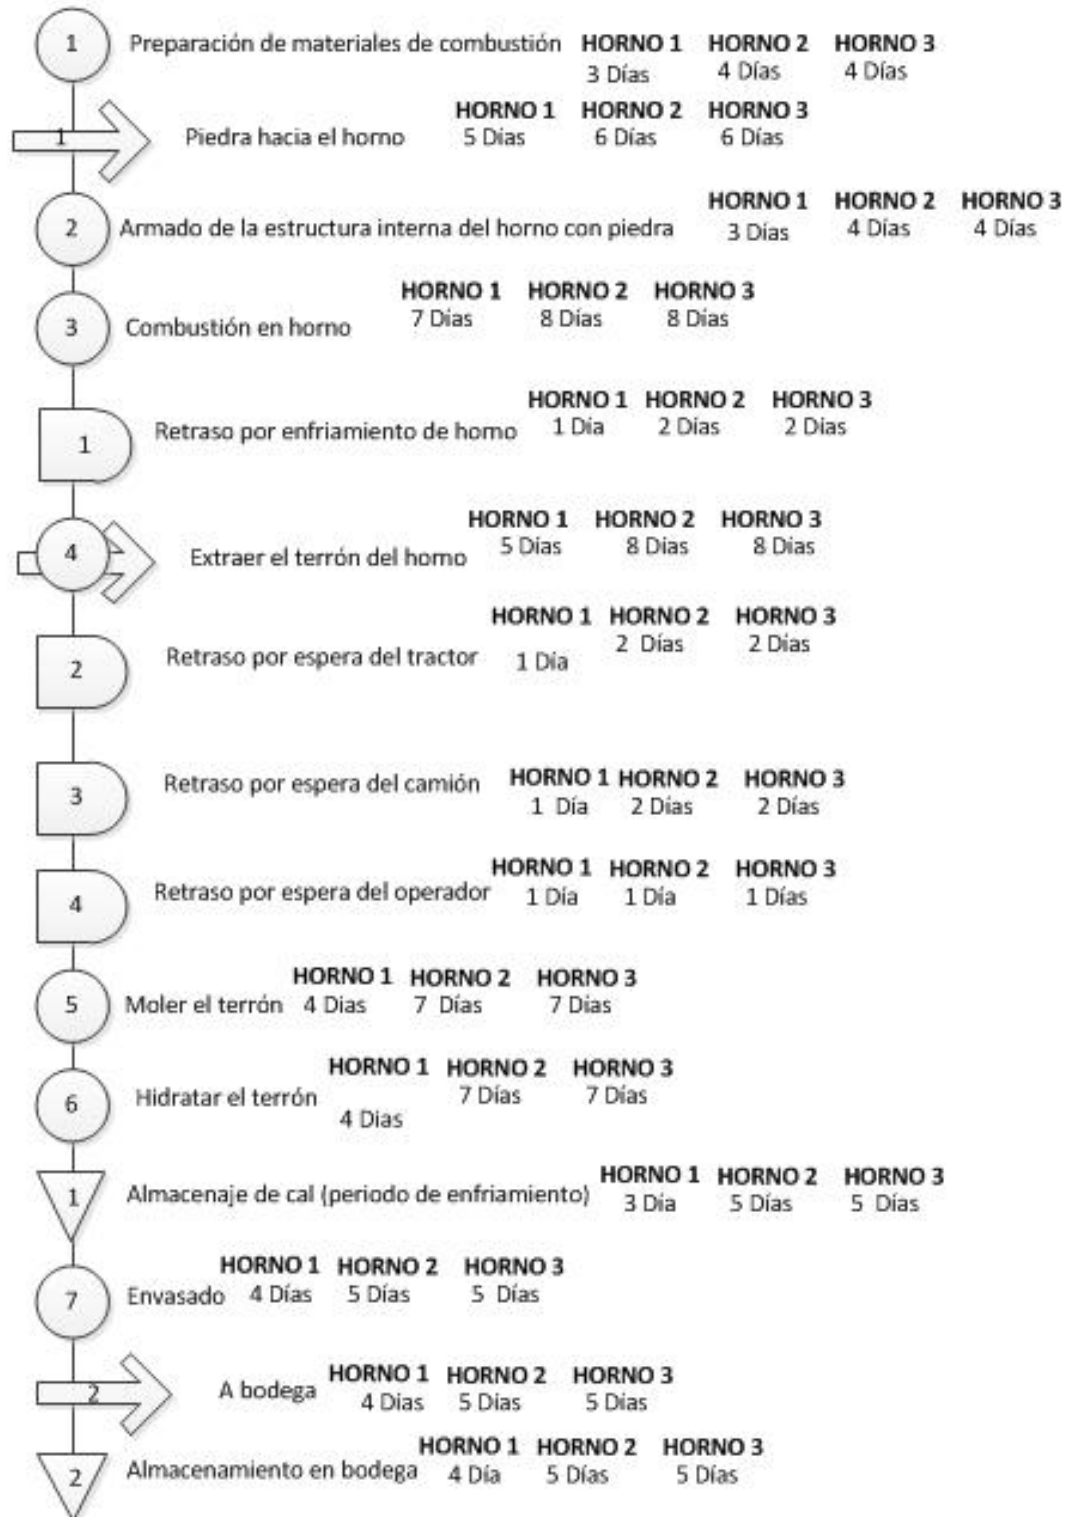 1 Preparación de materiales de combustión HORNO 1 HORNO 2 HORNO 3
3 Días 4 Días 4 Días
HORNO 1 HORNO 2 HORNO 3
1 Piedra hacia el horno 5 Días 6 Días 6 Días
HORNO 1 HORNO 2 HORNO 3
2 Armado de la estructura interna del horno con piedra 3 Días 4 Días 4 Días
HORNO 1 HORNO 2 HORNO 3
3 Combustión en horno 7 Días 8 Días 8 Días
HORNO 1 HORNO 2 HORNO 3
1 Retraso por enfriamiento de horno 1 Día 2 Días 2 Días
HORNO 1 HORNO 2 HORNO 3
4 Extraer el terrón del horno 5 Días 8 Días 8 Días
HORNO 1 HORNO 2 HORNO 3
2 Retraso por espera del tractor 1 Día 2 Días 2 Días
3 Retraso por espera del camión HORNO 1 HORNO 2 HORNO 3
1 Día 2 Días 2 Días
HORNO 1 HORNO 2 HORNO 3
4 Retraso por espera del operador 1 Día 1 Día 1 Días
HORNO 1 HORNO 2 HORNO 3
5 Moler el terrón 4 Días 7 Días 7 Días
HORNO 1 HORNO 2 HORNO 3
6 Hidratar el terrón 4 Días 7 Días 7 Días
HORNO 1 HORNO 2 HORNO 3
1 Almacenaje de cal (periodo de enfriamiento) 3 Día 5 Días 5 Días
HORNO 1 HORNO 2 HORNO 3
7 Envasado 4 Días 5 Días 5 Días
HORNO 1 HORNO 2 HORNO 3
2 A bodega 4 Días 5 Días 5 Días
HORNO 1 HORNO 2 HORNO 3
2 Almacenamiento en bodega 4 Día 5 Días 5 Días